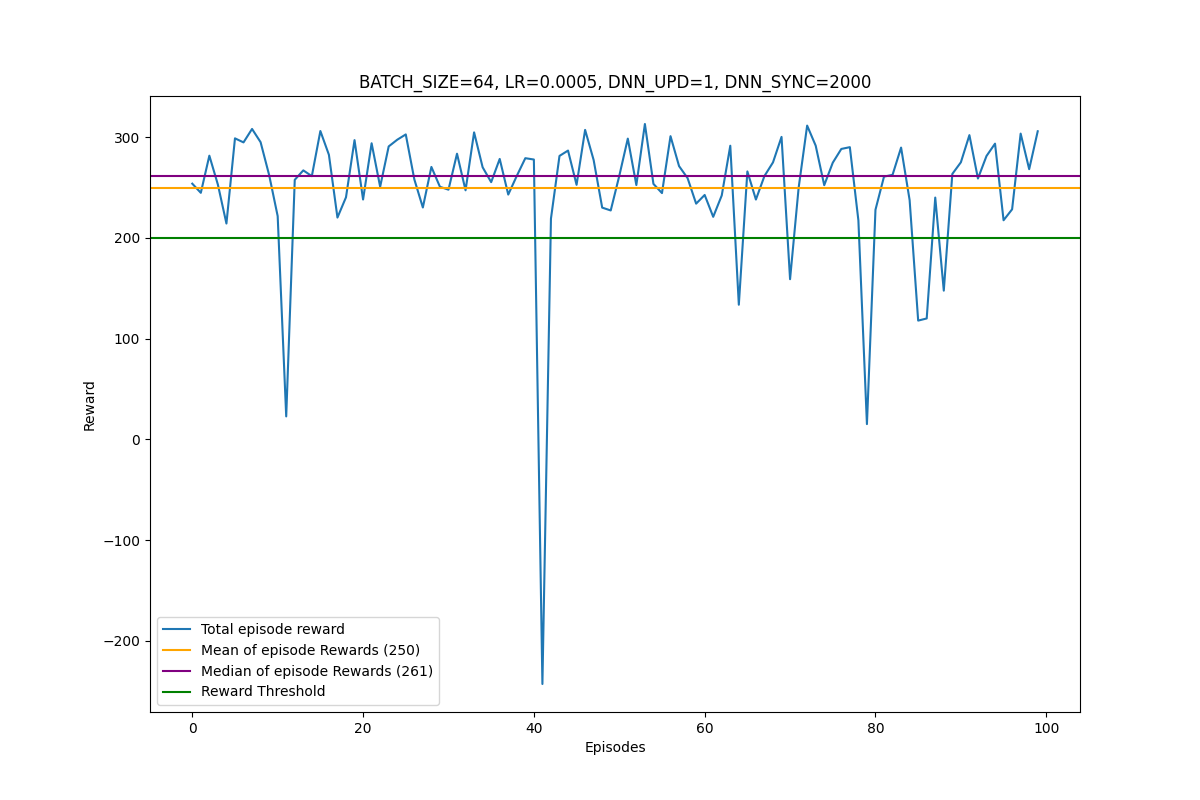 BATCH_SIZE=64, LR=0.0005, DNN_UPD=1, DNN_SYNC=2000
300
200
100
0
−100
−200
Reward
Total episode reward
Mean of episode Rewards (250)
Median of episode Rewards (261)
Reward Threshold
0 20 40 60 80 100
Episodes